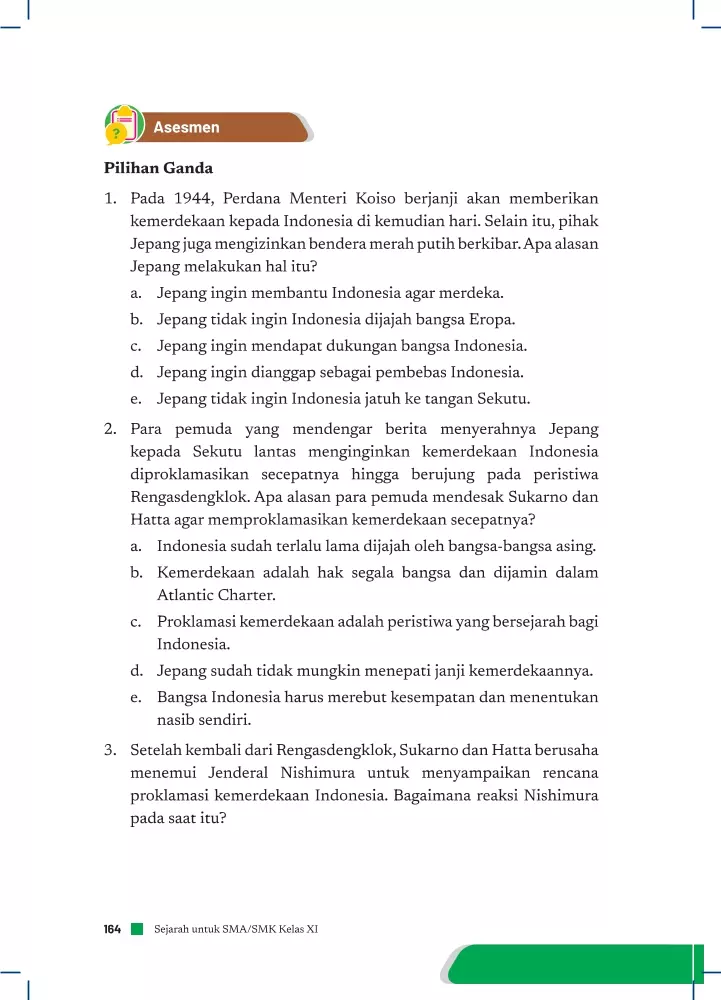 ?
Asesmen
Pilihan Ganda
1. Pada 1944, Perdana Menteri Koiso berjanji akan memberikan
kemerdekaan kepada Indonesia di kemudian hari. Selain itu, pihak
Jepang juga mengizinkan bendera merah putih berkibar. Apa alasan
Jepang melakukan hal itu?
a. Jepang ingin membantu Indonesia agar merdeka.
b. Jepang tidak ingin Indonesia dijajah bangsa Eropa.
c. Jepang ingin mendapat dukungan bangsa Indonesia.
d. Jepang ingin dianggap sebagai pembebas Indonesia.
e. Jepang tidak ingin Indonesia jatuh ke tangan Sekutu.
2. Para pemuda yang mendengar berita menyerahnya Jepang
kepada Sekutu lantas menginginkan kemerdekaan Indonesia
diproklamasikan secepatnya hingga berujung pada peristiwa
Rengasdengklok. Apa alasan para pemuda mendesak Sukarno dan
Hatta agar memproklamasikan kemerdekaan secepatnya?
a. Indonesia sudah terlalu lama dijajah oleh bangsa-bangsa asing.
b. Kemerdekaan adalah hak segala bangsa dan dijamin dalam
Atlantic Charter.
c. Proklamasi kemerdekaan adalah peristiwa yang bersejarah bagi
Indonesia.
d. Jepang sudah tidak mungkin menepati janji kemerdekaannya.
e. Bangsa Indonesia harus merebut kesempatan dan menentukan
nasib sendiri.
3. Setelah kembali dari Rengasdengklok, Sukarno dan Hatta berusaha
menemui Jenderal Nishimura untuk menyampaikan rencana
proklamasi kemerdekaan Indonesia. Bagaimana reaksi Nishimura
pada saat itu?
164 Sejarah untuk SMA/SMK Kelas XI